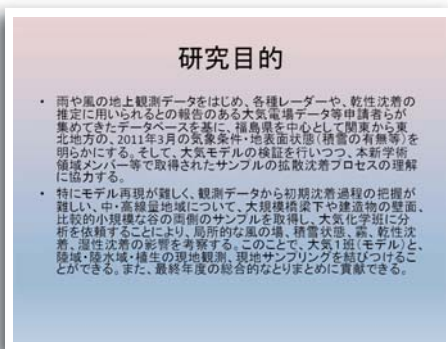 研究目的
• 雨や風の地上観測データをはじめ、各種レーダーや、乾性沈着の
推定に用いられるとの報告のある大気電場データ等申請者らが
集めてきたデータベースを基に、福島県を中心として関東から東
北地方の、2011年3月の気象条件・地表面状態（積雪の有無等）を
明らかにする。そして、大気モデルの検証を行いつつ、本新学術
領域メンバー等で取得されたサンプルの拡散沈着プロセスの理解
に協力する。
• 特にモデル再現が難しく、観測データから初期沈着過程の把握が
難しい、中・高線量地域について、大規模橋梁下や建造物の壁面、
比較的小規模な谷の両側のサンプルを取得し、大気化学班に分
析を依頼することにより、局所的な風の場、積雪状態、霧、乾性沈
着、湿性沈着の影響を考察する。このことで、大気1班（モデル）と、
陸域・陸水域・植生の現地観測、現地サンプリングを結びつけるこ
とができる。また、最終年度の総合的なとりまとめに貢献できる。